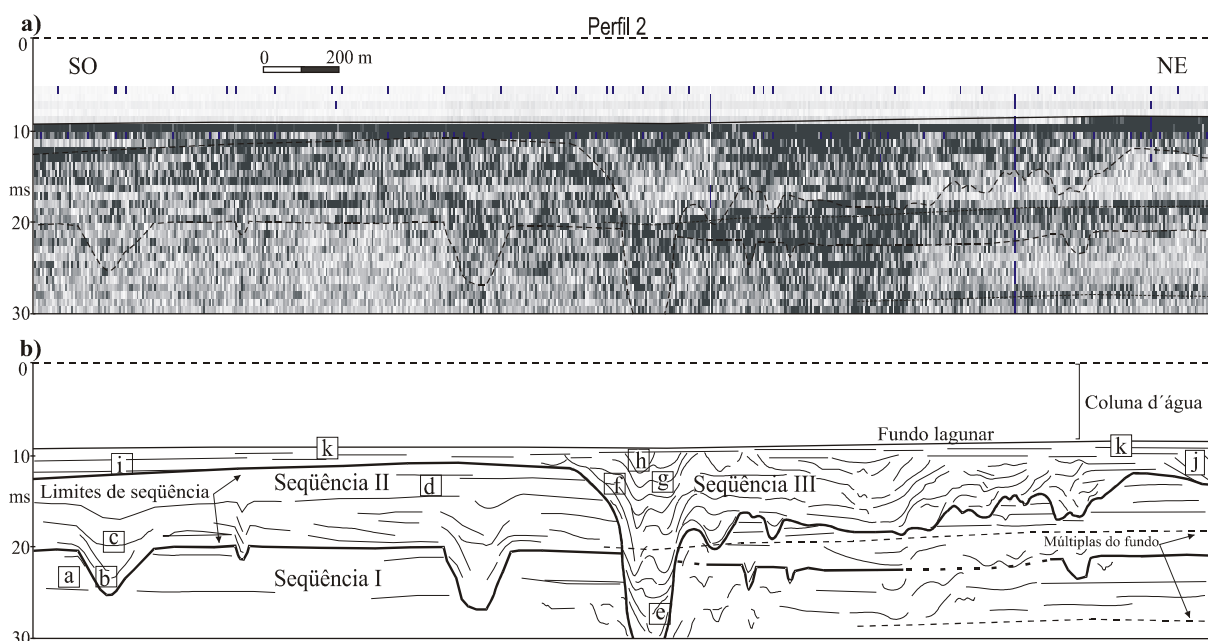 a)
Perfil 2
0
SO
0 200 m
NE
10
ms
20
30
b)
0
Coluna d´água
Fundo lagunar
k
k
10
i
h
j
Seqüência II
d
f
g
Seqüência III
ms
Limites de seqüência
c
20
Múltiplas do fundo
a
b
Seqüência I
e
30